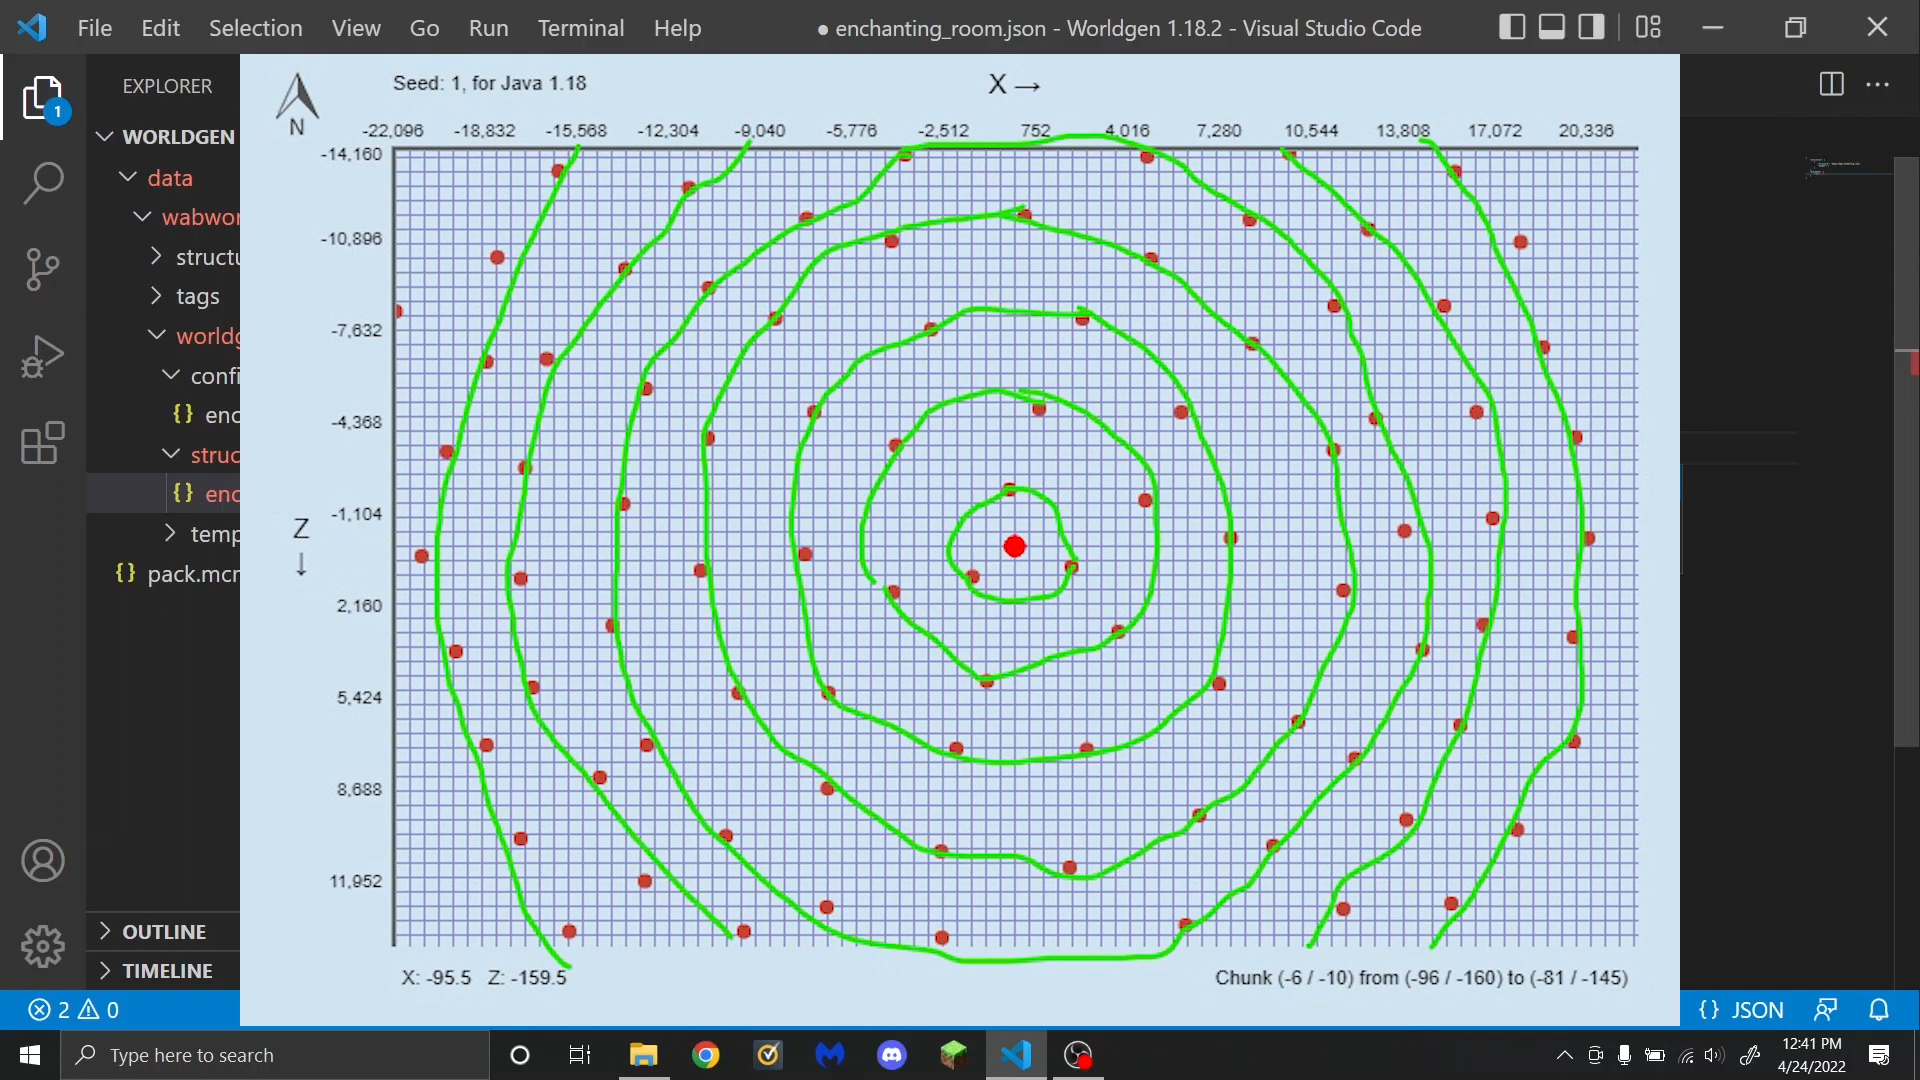 File Edit Selection View Go Run Terminal Help ● enchanting_room.json - Worldgen 1.18.2 - Visual Studio Code
EXPLORER
1
WORLDGEN
data
wabwor
structu
tags
worldg
confi
enc
struc
enc
temp
pack.mcr
OUTLINE
TIMELINE
Seed: 1, for Java 1.18
X →
N
-22,096 -18,832 -15,568 -12,304 -9,040 -5,776 -2,512 752 4,016 7,280 10,544 13,808 17,072 20,336
-14,160
-10,896
-7,632
-4,368
-1,104
Z
↓
2,160
5,424
8,688
11,952
X: -95.5 Z: -159.5
Chunk (-6 / -10) from (-96 / -160) to (-81 / -145)
2 0
{} JSON
Type here to search
12:41 PM
4/24/2022